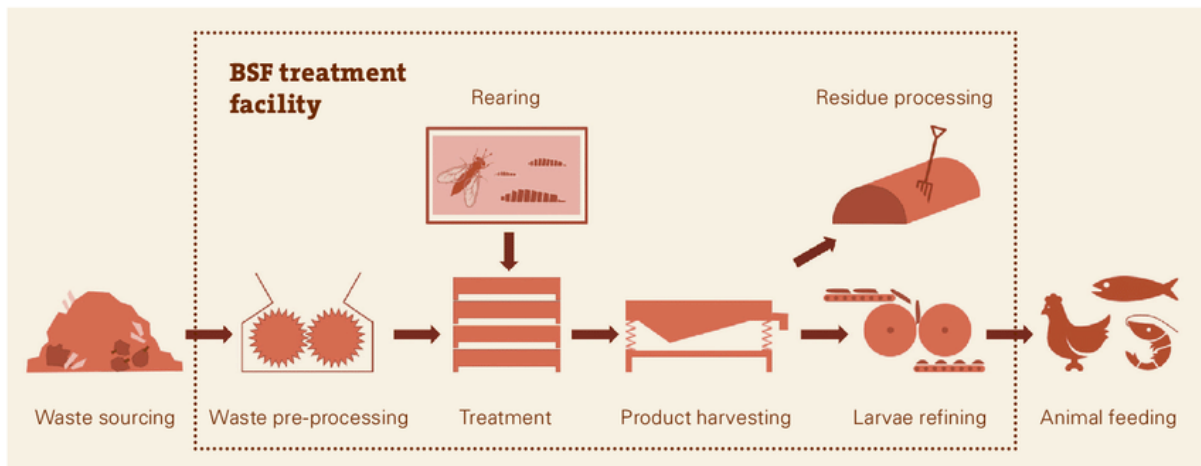 BSF treatment
facility
Rearing
Residue processing
Waste sourcing
Waste pre-processing
Treatment
Product harvesting
Larvae refining
Animal feeding